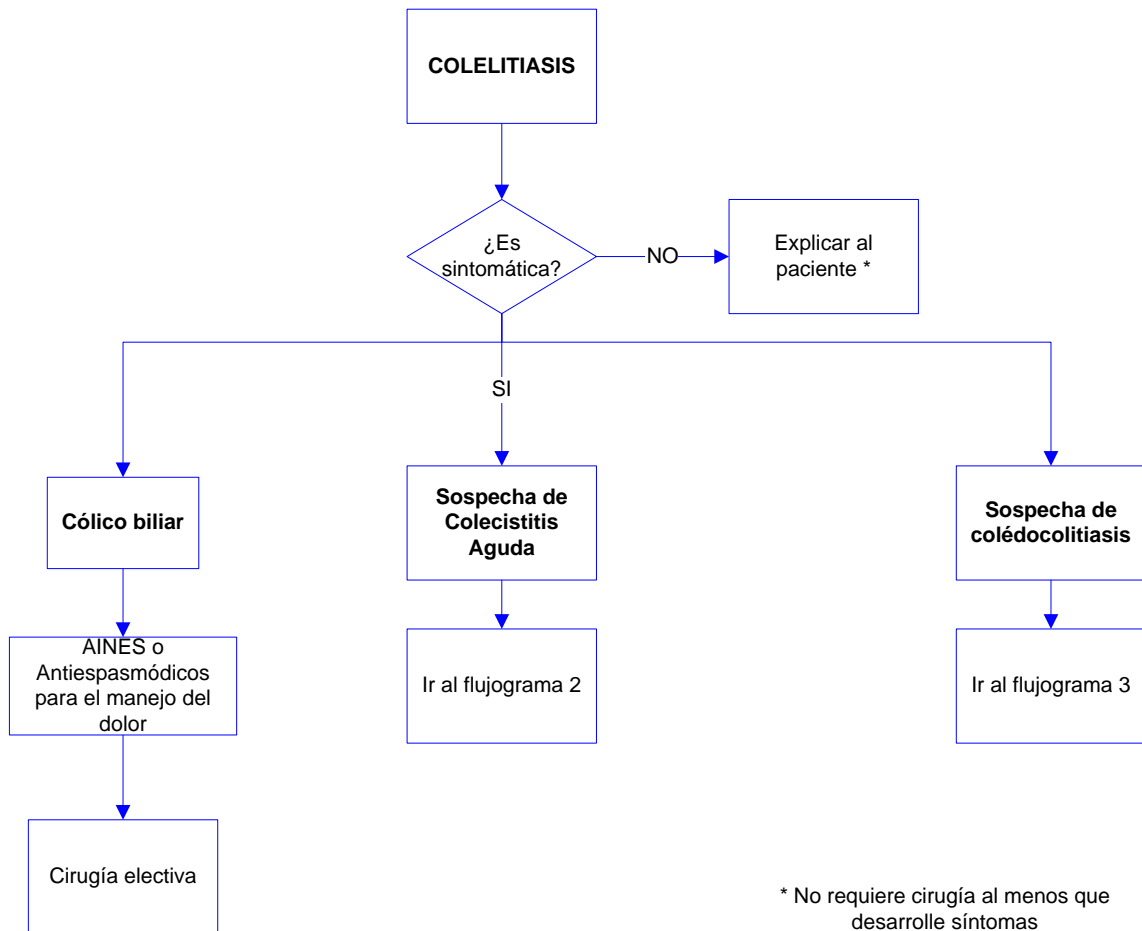 COLELITIASIS
¿Es
sintomática?
NO
Explicar al
paciente *
SI
Cólico biliar
Sospecha de
Colecistitis
Aguda
Sospecha de
colédocolitiasis
AINES o
Antiespasmódicos
para el manejo del
dolor
Ir al flujograma 2
Ir al flujograma 3
Cirugía electiva
* No requiere cirugía al menos que
desarrolle síntomas